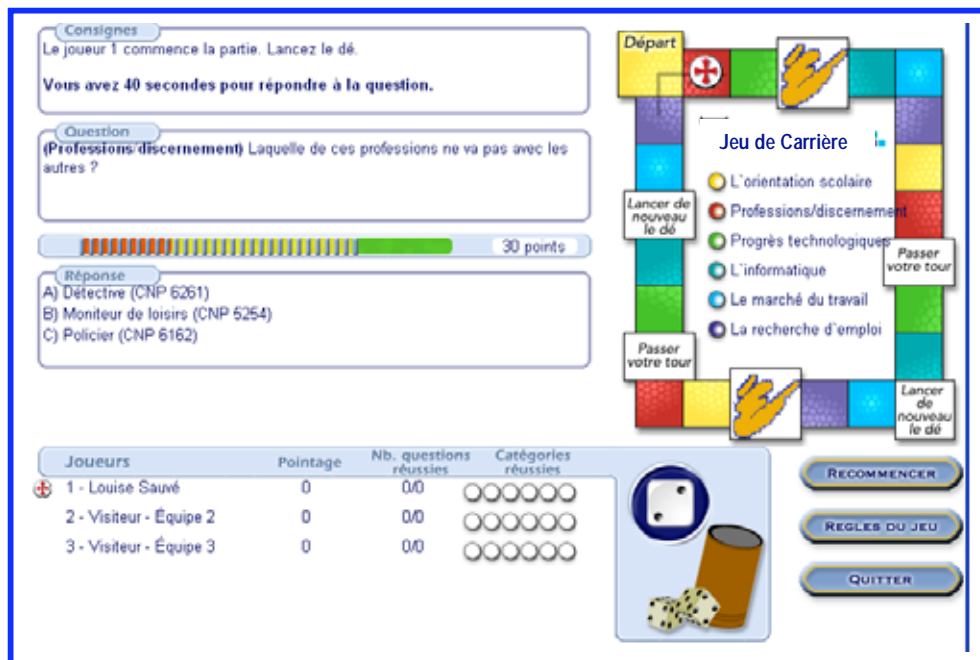 Consignes
Le joueur 1 commence la partie. Lancez le dé.
Vous avez 40 secondes pour répondre à la question.
Question
(Professions/discernement) Laquelle de ces professions ne va pas avec les
autres ?
30 points
Réponse
A) Détective (CNP 6261)
B) Moniteur de loisirs (CNP 5254)
C) Policier (CNP 6162)
Départ
Jeu de Carrière
L'orientation scolaire
Professions/discernement
Progrès technologiques
L'informatique
Le marché du travail
La recherche d'emploi
Lancer de
nouveau
le dé
Passer
votre tour
Passer
votre tour
Lancer
de
nouveau
le dé
Joueurs Pointage Nb. questions réussies Catégories réussies
1 - Louise Sauvé 0 0/0
2 - Visiteur - Équipe 2 0 0/0
3 - Visiteur - Équipe 3 0 0/0
RECOMMENCER
REGLES DU JEU
QUITTER